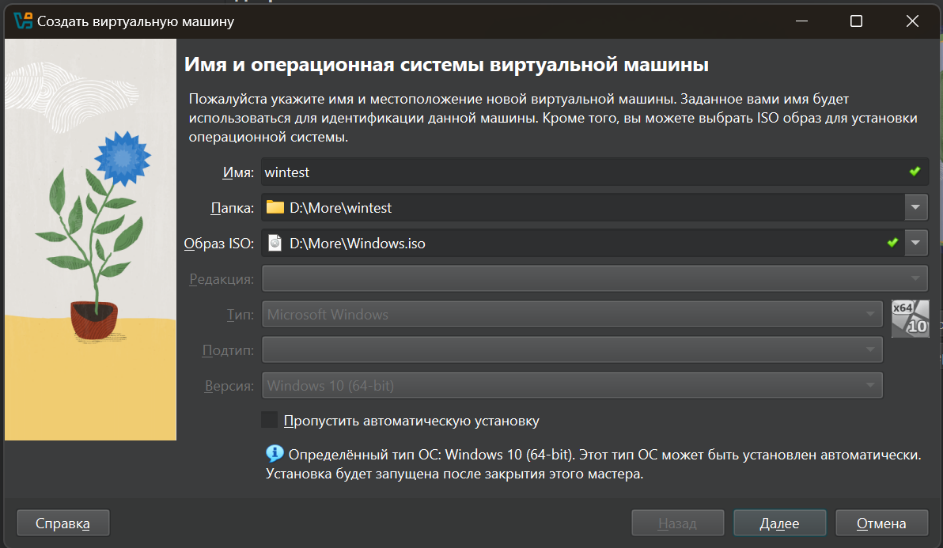 Создать виртуальную машину
Имя и операционная системы виртуальной машины
Пожалуйста укажите имя и местоположение новой виртуальной машины. Заданное вами имя будет
использоваться для идентификации данной машины. Кроме того, вы можете выбрать ISO образ для установки
операционной системы.
Имя: wintest
Папка: D:\More\wintest
Образ ISO: D:\More\Windows.iso
Редакция:
Тип: Microsoft Windows
x64
10
Подтип:
Версия: Windows 10 (64-bit)
Пропустить автоматическую установку
Определённый тип ОС: Windows 10 (64-bit). Этот тип ОС может быть установлен автоматически.
Установка будет запущена после закрытия этого мастера.
Справка Назад Далее Отмена